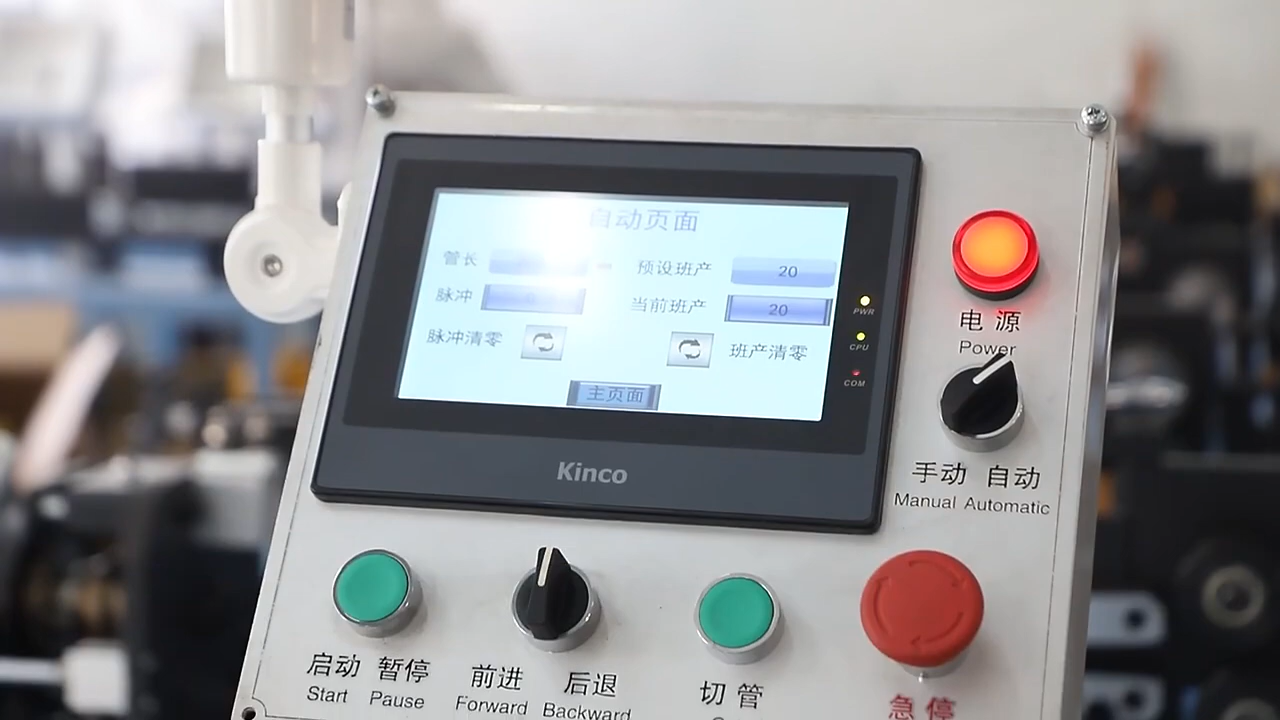 自动页面
管长
预设班产 20
脉冲
当前班产 20
脉冲清零
班产清零
主页面
PWR
CPU
COM
Kinco
电源
Power
手动 自动
Manual Automatic
启动 暂停
Start Pause
前进 后退
Forward Backward
切管
急停